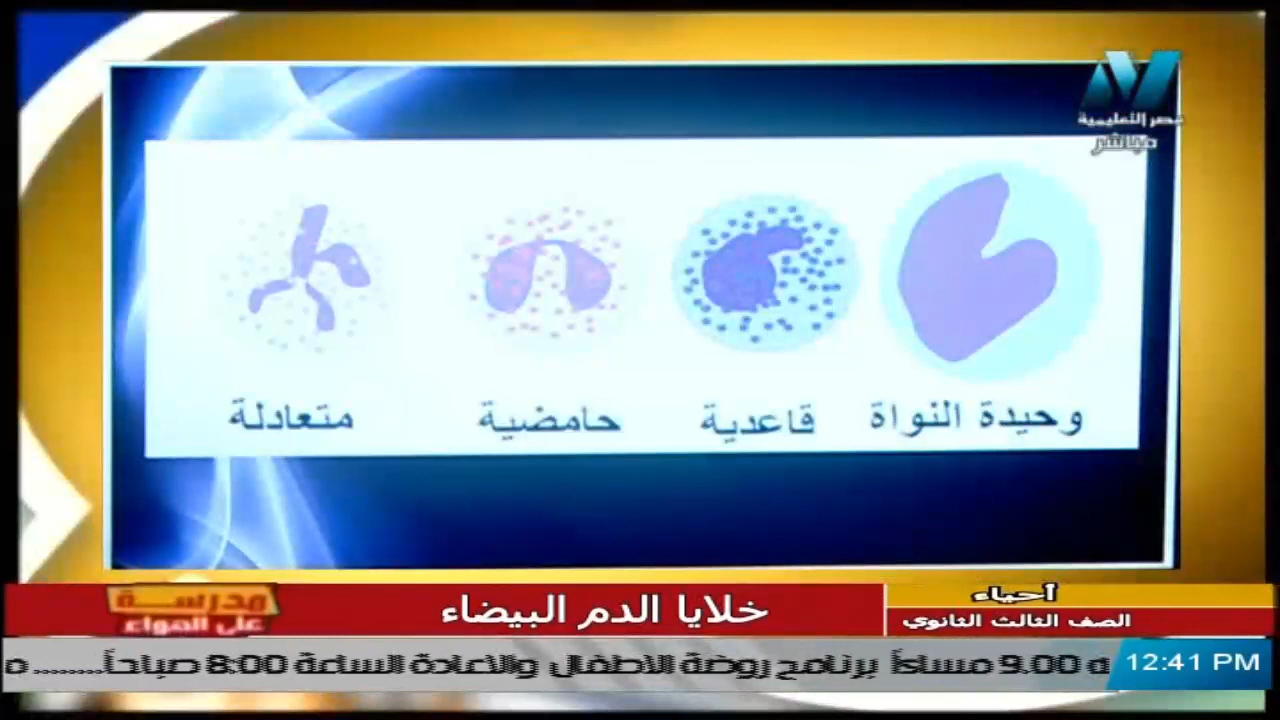 مصر التعليمية
مباشر
وحيدة النواة
قاعدية
حامضية
متعادلة
أحياء
الصف الثالث الثانوي
خلايا الدم البيضاء
مدرسة
على الهواء
9.00 مساءاً برنامج روضة الاطفال والاعادة الساعة 8:00 صباحاً........
12:41 PM